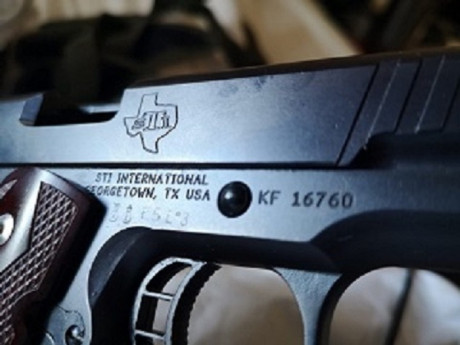 STI
STI INTERNATIONAL
GEORGETOWN, TX USA
KF 16760